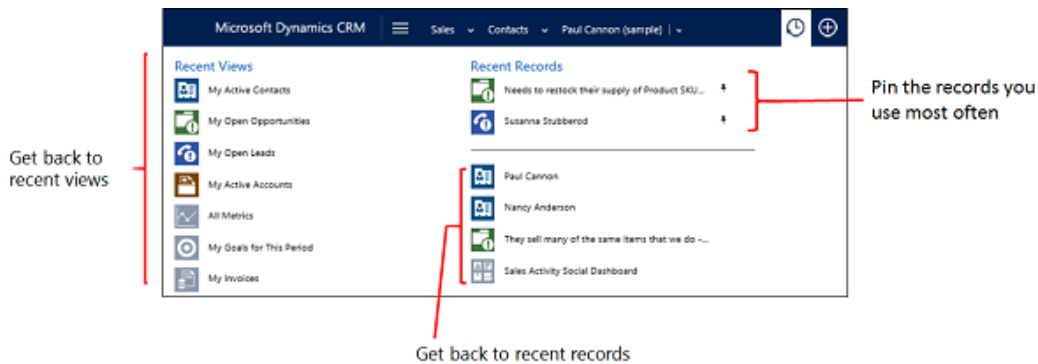 Microsoft Dynamics CRM Sales Contacts Paul Cannon (sample) |
Recent Views
My Active Contacts
My Open Opportunities
My Open Leads
My Active Accounts
All Metrics
My Goals for This Period
My Invoices
Recent Records
Needs to restock their supply of Product SKU...
Susanna Stubberod
Paul Cannon
Nancy Anderson
They sell many of the same items that we do -...
Sales Activity Social Dashboard
Get back to
recent views
Pin the records you
use most often
Get back to recent records